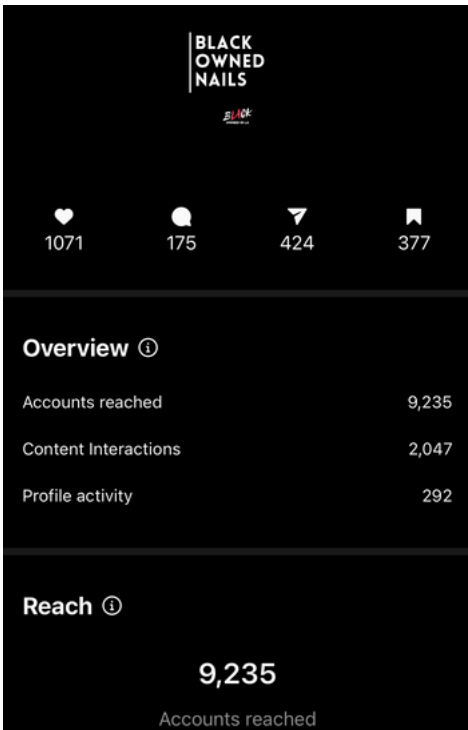 BLACK
OWNED
NAILS
BLACK
1071 175 424 377
Overview
Accounts reached 9,235
Content Interactions 2,047
Profile activity 292
Reach
9,235
Accounts reached